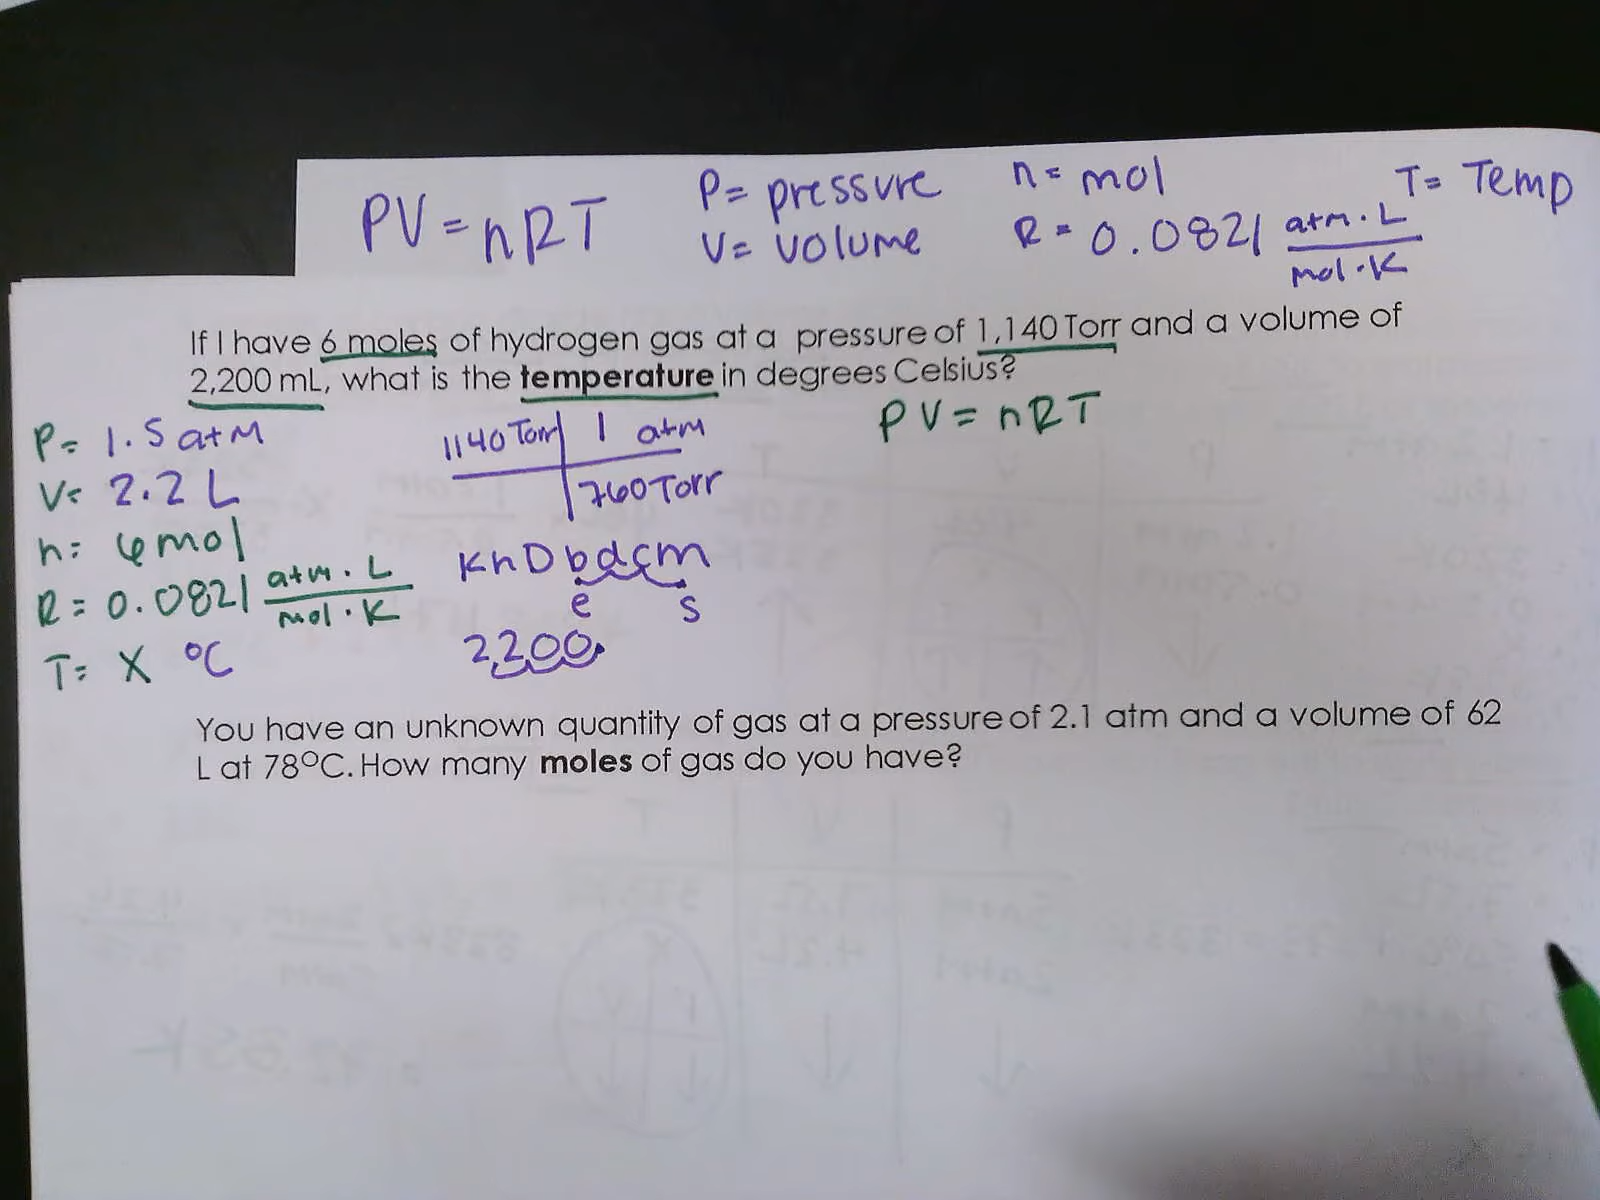 PV = nRT
P= pressure
V= volume
n= mol
R = 0.0821 atm · L / mol · K
T= Temp
If I have 6 moles of hydrogen gas at a pressure of 1,140 Torr and a volume of
2,200 mL, what is the temperature in degrees Celsius?
P= 1.5 atm
V= 2.2 L
n= 6 mol
R = 0.0821 atm · L / mol · K
T= X °C
1140 Torr | 1 atm
760 Torr
KhDbdcm
e s
2200.
PV = nRT
You have an unknown quantity of gas at a pressure of 2.1 atm and a volume of 62
L at 78°C. How many moles of gas do you have?